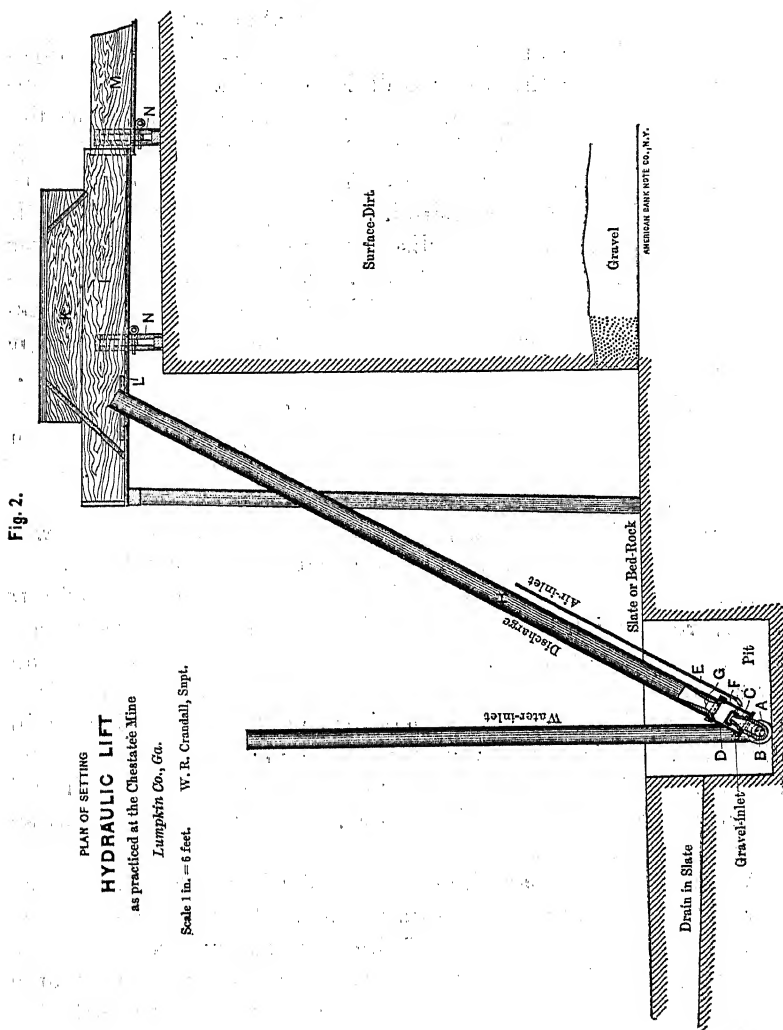 Fig. 2.
PLAN OF SETTING
HYDRAULIC LIFT
as practiced at the Chestatee Mine
Lumpkin Co., Ga.
Scale 1 in. = 6 feet. W. R. Crandall, Supt.
K
I
M
N
N
L
Surface-Dirt
Gravel
AMERICAN BANK NOTE CO., N.Y.
H
Discharge
Air-inlet
Water-inlet
Slate or Bed-Rock
Pit
E
G
F
C
A
D
B
Gravel-inlet
Drain in Slate